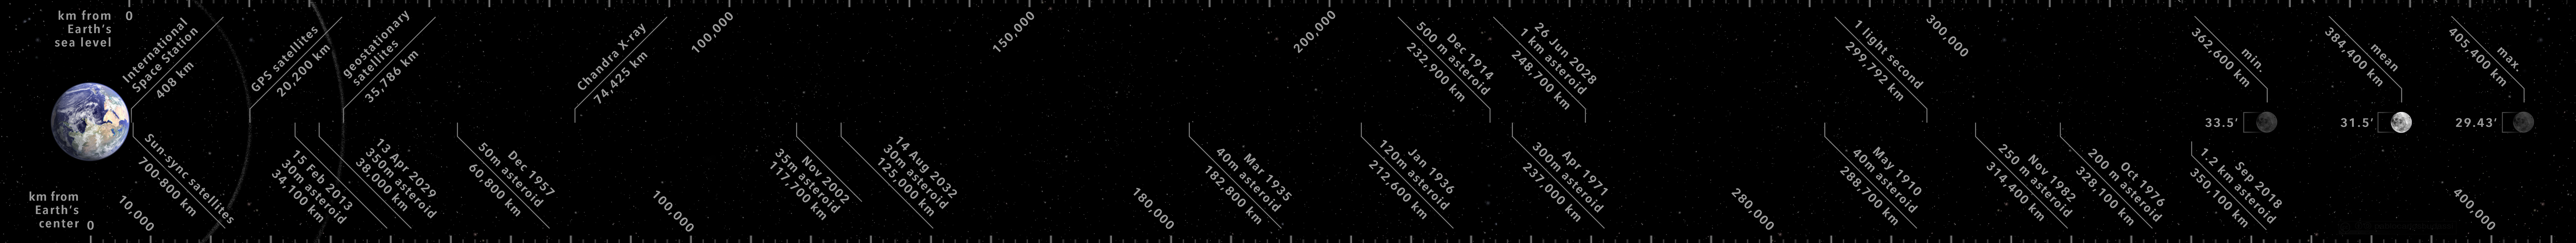 km from
Earth's
sea level
0
International
Space Station
408 km
GPS satellites
20,200 km
geostationary
satellites
35,786 km
Chandra X-ray
74,425 km
100,000
150,000
200,000
Dec 1914
500 m asteroid
232,900 km
26 Jun 2028
1 km asteroid
248,700 km
1 light second
299,792 km
300,000
min.
362,600 km
mean
384,400 km
max.
405,400 km
33.5'
31.5'
29.43'
Sun-sync satellites
700-800 km
15 Feb 2013
30m asteroid
34,100 km
13 Apr 2029
350m asteroid
38,000 km
Dec 1957
50m asteroid
60,800 km
Nov 2002
35m asteroid
117,700 km
14 Aug 2032
30m asteroid
125,000 km
Mar 1935
40m asteroid
182,800 km
Jan 1936
120m asteroid
212,600 km
Apr 1971
300m asteroid
237,000 km
May 1910
40m asteroid
288,700 km
Nov 1982
250 m asteroid
314,400 km
Oct 1976
200 m asteroid
328,100 km
Sep 2018
1.2 km asteroid
350,100 km
km from
Earth's
center
0
10,000
100,000
180,000
280,000
400,000